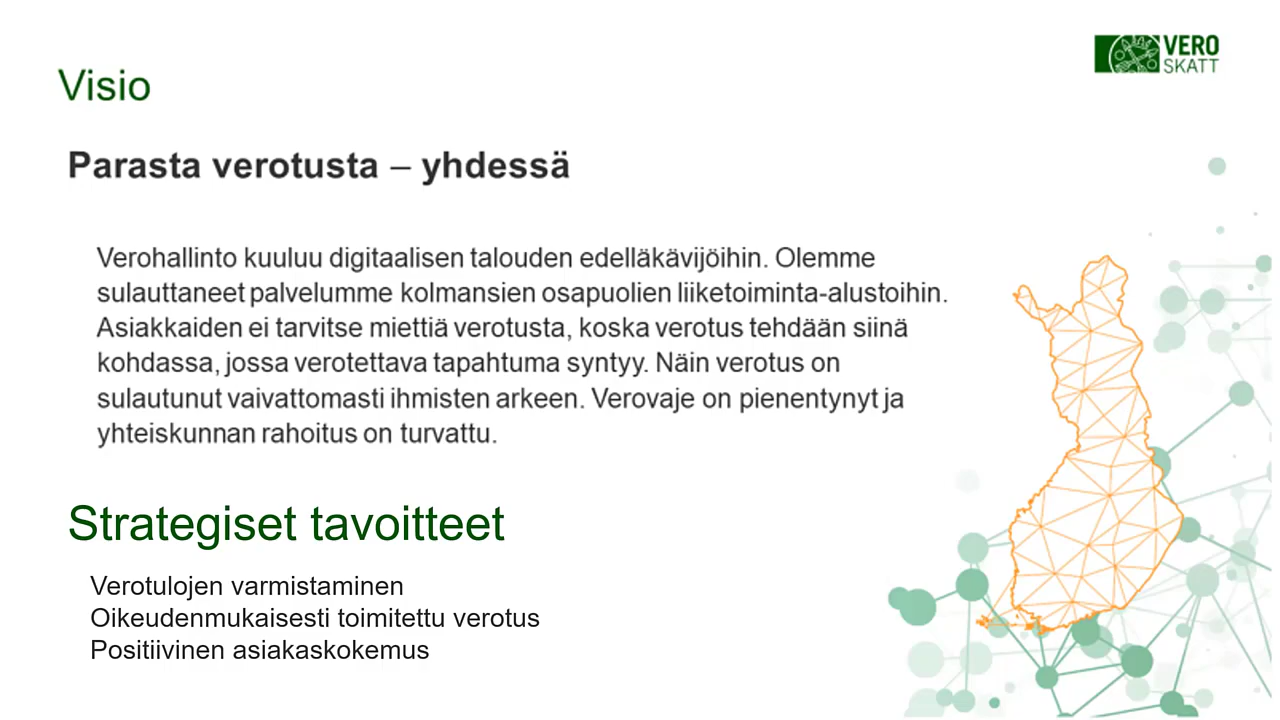 VERO
SKATT
Visio
Parasta verotusta – yhdessä
Verohallinto kuuluu digitaalisen talouden edelläkävijöihin. Olemme
sulauttaneet palvelumme kolmansien osapuolien liiketoiminta-alustoihin.
Asiakkaiden ei tarvitse miettiä verotusta, koska verotus tehdään siinä
kohdassa, jossa verotettava tapahtuma syntyy. Näin verotus on
sulautunut vaivattomasti ihmisten arkeen. Verovaje on pienentynyt ja
yhteiskunnan rahoitus on turvattu.
Strategiset tavoitteet
Verotulojen varmistaminen
Oikeudenmukaisesti toimitettu verotus
Positiivinen asiakaskokemus